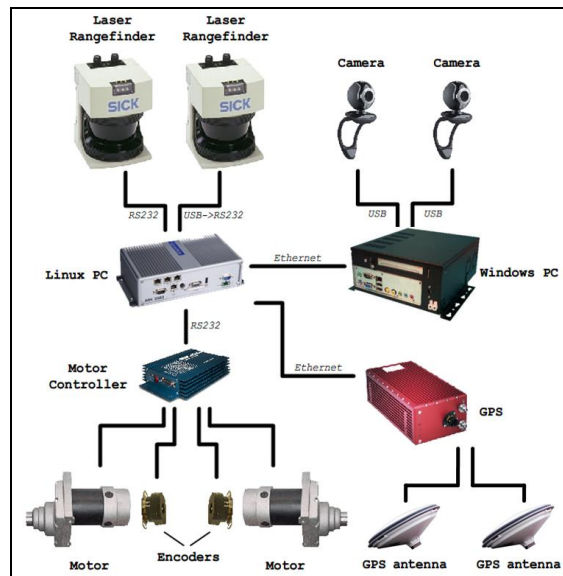 Laser Rangefinder
Laser Rangefinder
Camera
Camera
SICK
SICK
RS232
USB->RS232
USB
USB
Linux PC
Ethernet
Windows PC
RS232
Motor Controller
Ethernet
GPS
Motor
Encoders
Motor
GPS antenna
GPS antenna